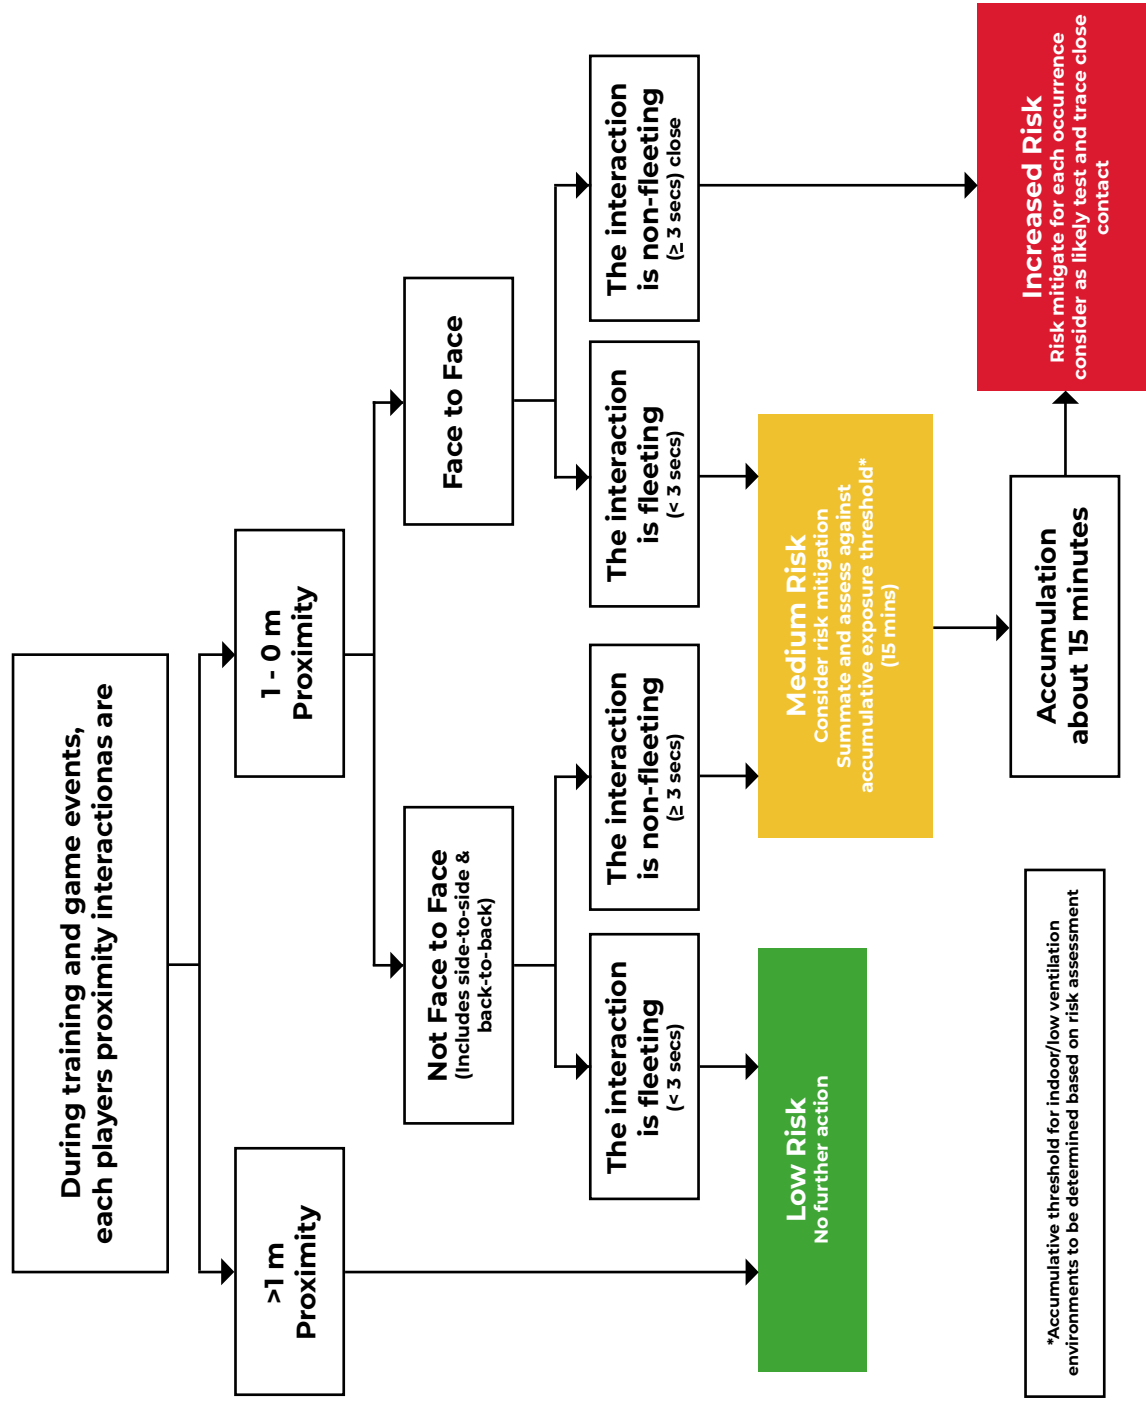 During training and game events,
each players proximity interactionas are
>1 m
Proximity
1 - 0 m
Proximity
Not Face to Face
(Includes side-to-side &
back-to-back)
Face to Face
The interaction
is fleeting
(< 3 secs)
The interaction
is non-fleeting
(≥ 3 secs)
The interaction
is fleeting
(< 3 secs)
The interaction
is non-fleeting
(≥ 3 secs) close
Low Risk
No further action
Medium Risk
Consider risk mitigation
Summate and assess against
accumulative exposure threshold*
(15 mins)
Increased Risk
Risk mitigate for each occurrence
consider as likely test and trace close
contact
Accumulation
about 15 minutes
*Accumulative threshold for indoor/low ventilation
environments to be determined based on risk assessment